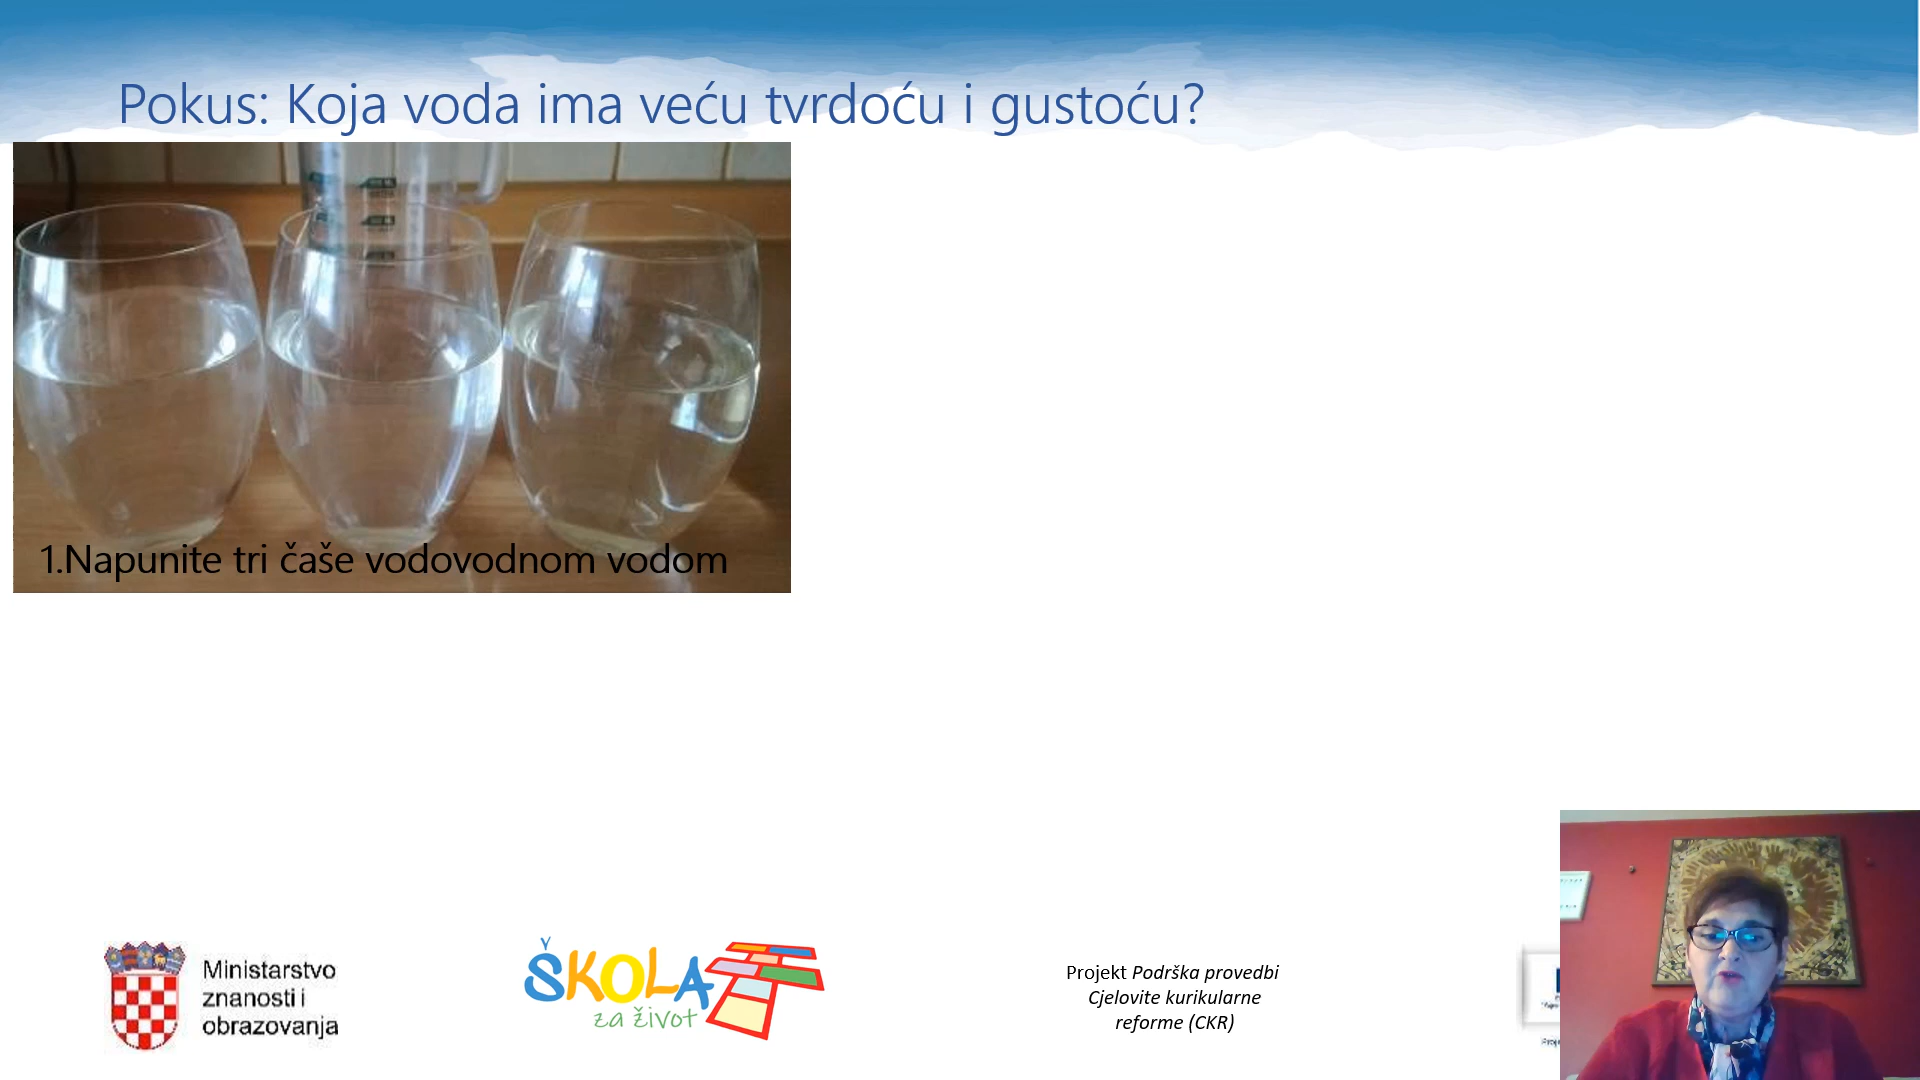 Pokus: Koja voda ima veću tvrdoću i gustoću?
1.Napunite tri čaše vodovodnom vodom
Ministarstvo
znanosti i
obrazovanja
ŠKOLA
za život
Projekt Podrška provedbi
Cjelovite kurikularne
reforme (CKR)